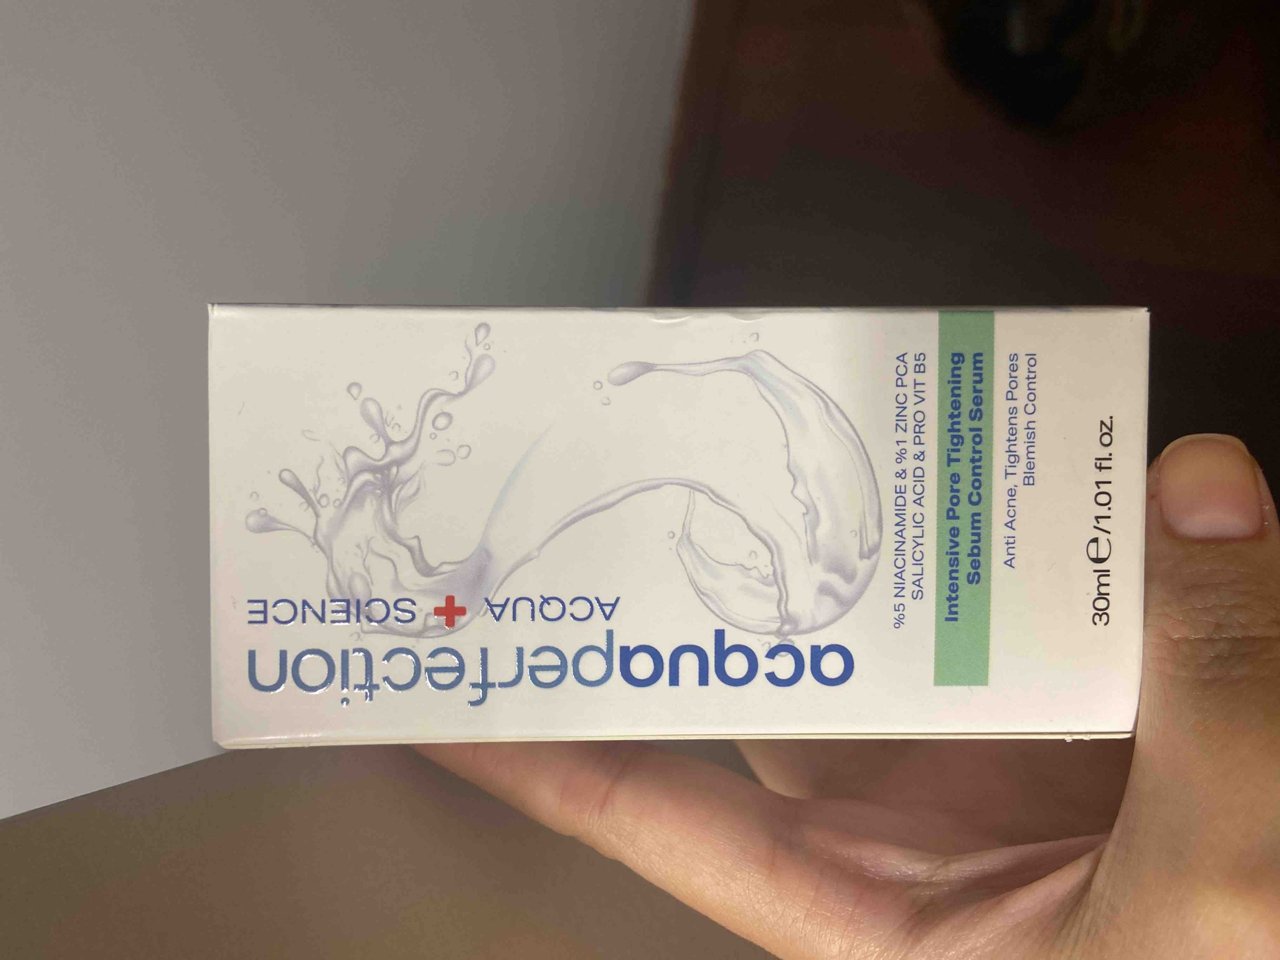 acquaperfection
ACQUA + SCIENCE
%5 NIACINAMIDE & %1 ZINC PCA
SALICYLIC ACID & PRO VIT B5
Intensive Pore Tightening
Sebum Control Serum
Anti Acne, Tightens Pores
Blemish Control
30ml ℮/1.01 fl. oz.